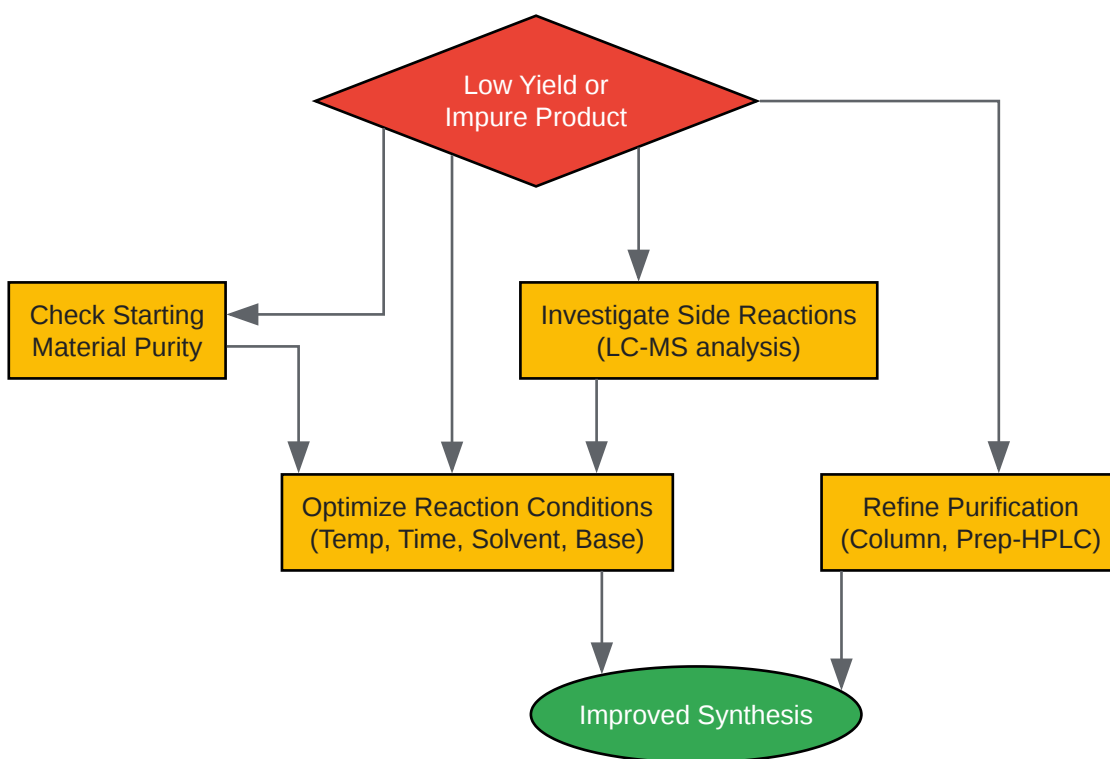 Low Yield or
Impure Product
Check Starting
Material Purity
Investigate Side Reactions
(LC-MS analysis)
Optimize Reaction Conditions
(Temp, Time, Solvent, Base)
Refine Purification
(Column, Prep-HPLC)
Improved Synthesis